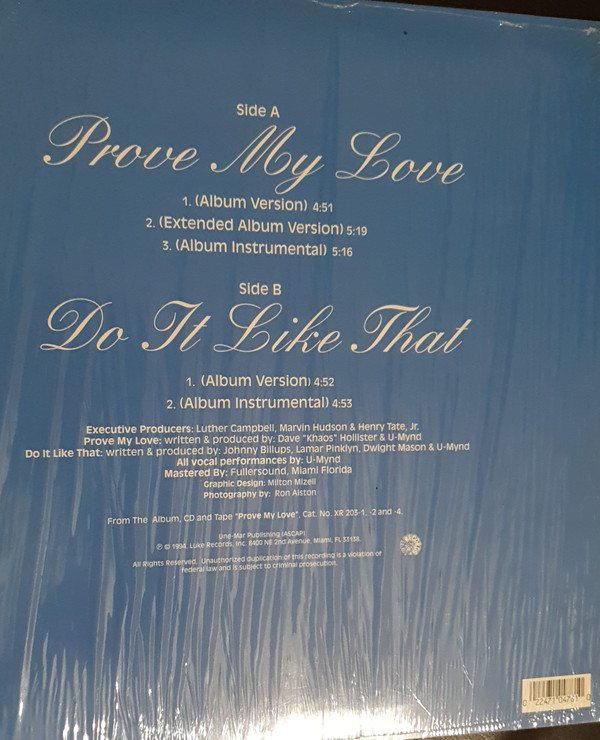 Side A
Prove My Love
1. (Album Version) 4:51
2. (Extended Album Version) 5:19
3. (Album Instrumental) 5:16
Side B
Do It Like That
1. (Album Version) 4:52
2. (Album Instrumental) 4:53
Executive Producers: Luther Campbell, Marvin Hudson & Henry Tate, Jr.
Prove My Love: written & produced by: Dave "Khaos" Hollister & U-Mynd
Do It Like That: written & produced by: Johnny Billups, Lamar Pinklyn, Dwight Mason & U-Mynd
All vocal performances by: U-Mynd
Mastered By: Fullersound, Miami Florida
Graphic Design: Milton Mizell
Photography by: Ron Alston
From The Album, CD and Tape "Prove My Love", Cat. No. XR 203-1, -2 and -4.
Une-Mar Publishing (ASCAP)
℗ © 1994, Luke Records, Inc. 8400 NE 2nd Avenue, Miami, FL 33138.
All Rights Reserved. Unauthorized duplication of this recording is a violation of
federal law and is subject to criminal prosecution.